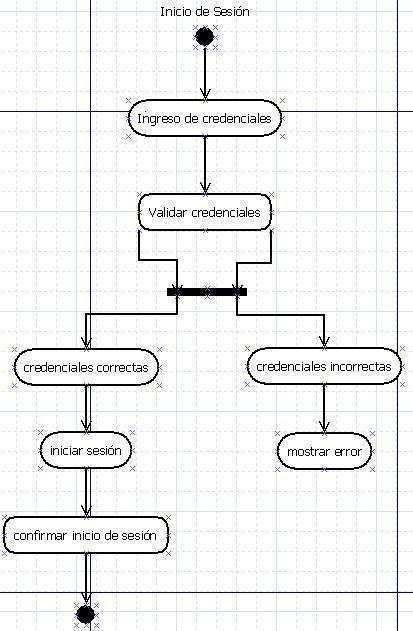 Inicio de Sesión
Ingreso de credenciales
Validar credenciales
credenciales correctas
credenciales incorrectas
iniciar sesión
mostrar error
confirmar inicio de sesión